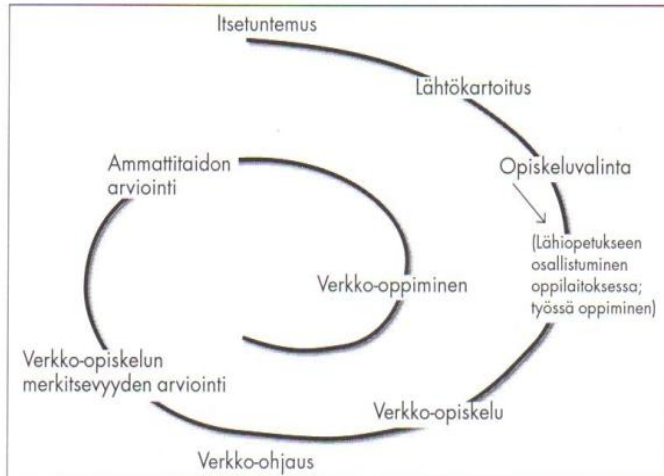 Itsetuntemus
Lähtökartoitus
Opiskeluvalinta
(Lähiopetukseen
osallistuminen
oppilaitoksessa;
työssä oppiminen)
Verkko-opiskelu
Verkko-ohjaus
Verkko-opiskelun
merkitsevyyden arviointi
Ammattitaidon
arviointi
Verkko-oppiminen